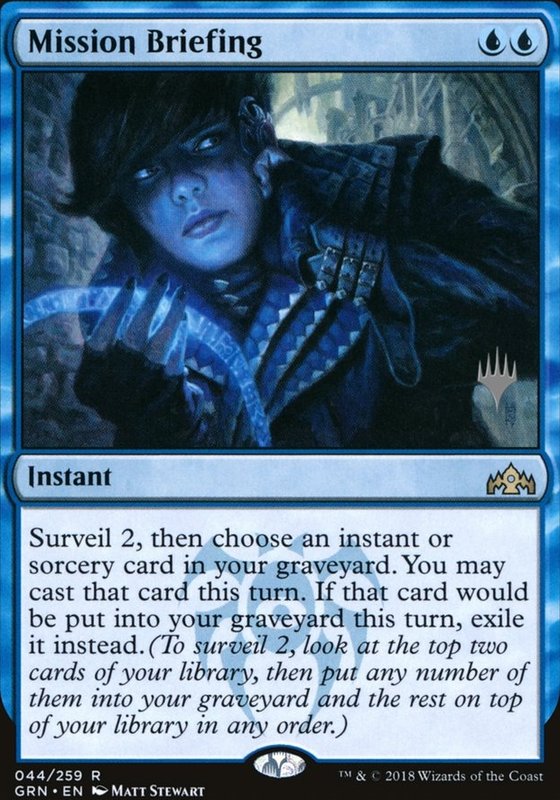 Mission Briefing
Instant
Surveil 2, then choose an instant or
sorcery card in your graveyard. You may
cast that card this turn. If that card would
be put into your graveyard this turn, exile
it instead. (To surveil 2, look at the top two
cards of your library, then put any number of
them into your graveyard and the rest on top
of your library in any order.)
044/259 R
GRN • EN Matt Stewart
™ & © 2018 Wizards of the Coast